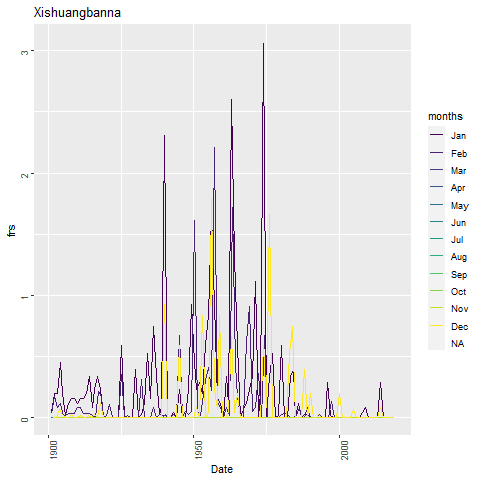 Xishuangbanna
frs
3
2
1
0
1900
1950
2000
Date
months
Jan
Feb
Mar
Apr
May
Jun
Jul
Aug
Sep
Oct
Nov
Dec
NA